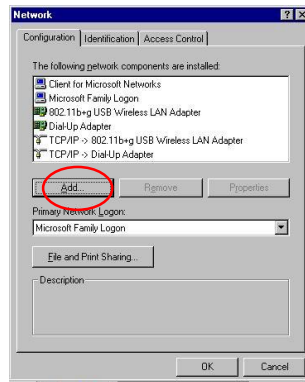 Network
Configuration Identification Access Control
The following network components are installed:
Client for Microsoft Networks
Microsoft Family Logon
802.11b+g USB Wireless LAN Adapter
Dial-Up Adapter
TCP/IP -> 802.11b+g USB Wireless LAN Adapter
TCP/IP -> Dial-Up Adapter
Add... Remove Properties
Primary Network Logon:
Microsoft Family Logon
File and Print Sharing...
Description
OK Cancel